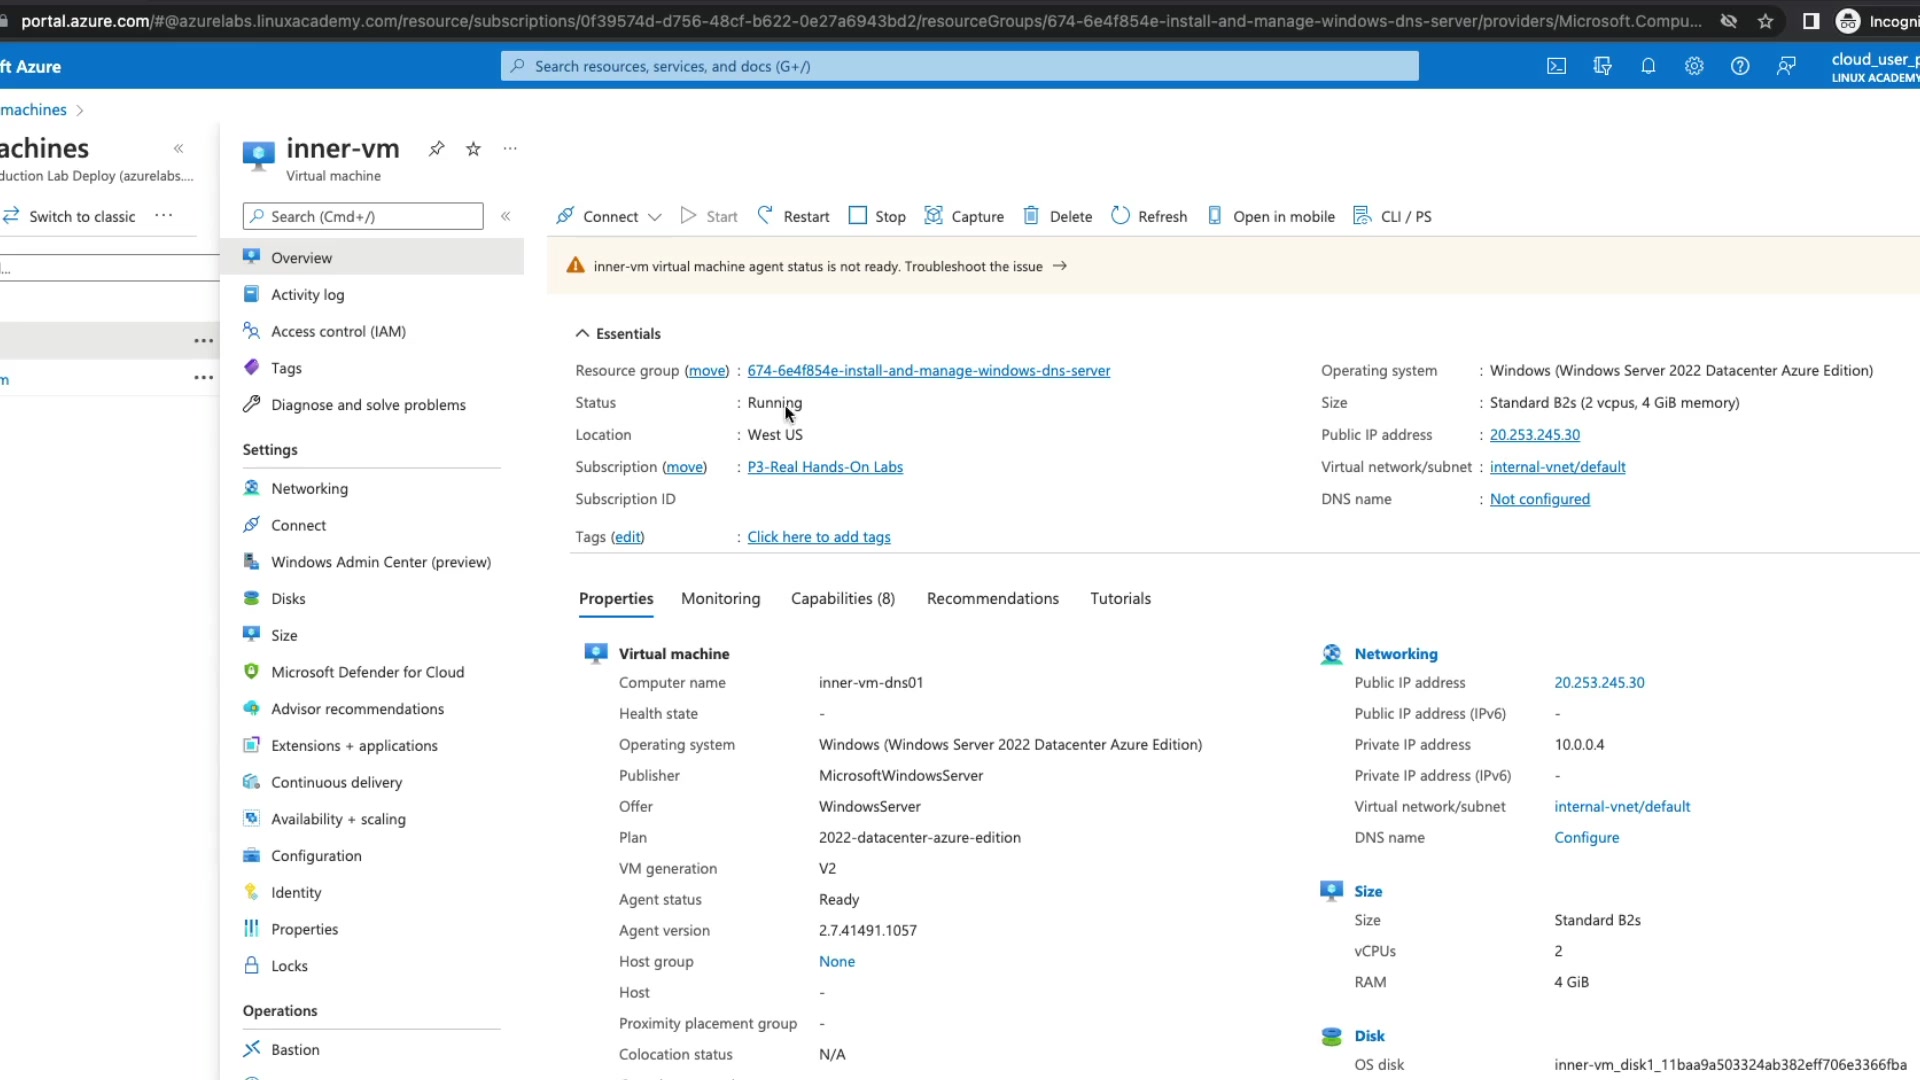 portal.azure.com/#@azurelabs.linuxacademy.com/resource/subscriptions/0f39574d-d756-48cf-b622-0e27a6943bd2/resourceGroups/674-6e4f854e-install-and-manage-windows-dns-server/providers/Microsoft.Compu...
Incogni
ft Azure
Search resources, services, and docs (G+/)
cloud_user_p
LINUX ACADEMY
machines >
achines
«
duction Lab Deploy (azurelabs....
Switch to classic ...
...
m
inner-vm
Virtual machine
Search (Cmd+/)
«
Overview
Activity log
Access control (IAM)
Tags
Diagnose and solve problems
Settings
Networking
Connect
Windows Admin Center (preview)
Disks
Size
Microsoft Defender for Cloud
Advisor recommendations
Extensions + applications
Continuous delivery
Availability + scaling
Configuration
Identity
Properties
Locks
Operations
Bastion
Connect Start Restart Stop Capture Delete Refresh Open in mobile CLI / PS
inner-vm virtual machine agent status is not ready. Troubleshoot the issue →
Essentials
Resource group (move) : 674-6e4f854e-install-and-manage-windows-dns-server
Status : Running
Location : West US
Subscription (move) : P3-Real Hands-On Labs
Subscription ID
Tags (edit) : Click here to add tags
Operating system : Windows (Windows Server 2022 Datacenter Azure Edition)
Size : Standard B2s (2 vcpus, 4 GiB memory)
Public IP address : 20.253.245.30
Virtual network/subnet : internal-vnet/default
DNS name : Not configured
Properties Monitoring Capabilities (8) Recommendations Tutorials
Virtual machine
Computer name inner-vm-dns01
Health state -
Operating system Windows (Windows Server 2022 Datacenter Azure Edition)
Publisher MicrosoftWindowsServer
Offer WindowsServer
Plan 2022-datacenter-azure-edition
VM generation V2
Agent status Ready
Agent version 2.7.41491.1057
Host group None
Host -
Proximity placement group -
Colocation status N/A
Networking
Public IP address 20.253.245.30
Public IP address (IPv6) -
Private IP address 10.0.0.4
Private IP address (IPv6) -
Virtual network/subnet internal-vnet/default
DNS name Configure
Size
Size Standard B2s
vCPUs 2
RAM 4 GiB
Disk
OS disk inner-vm_disk1_11baa9a503324ab382eff706e3366fba